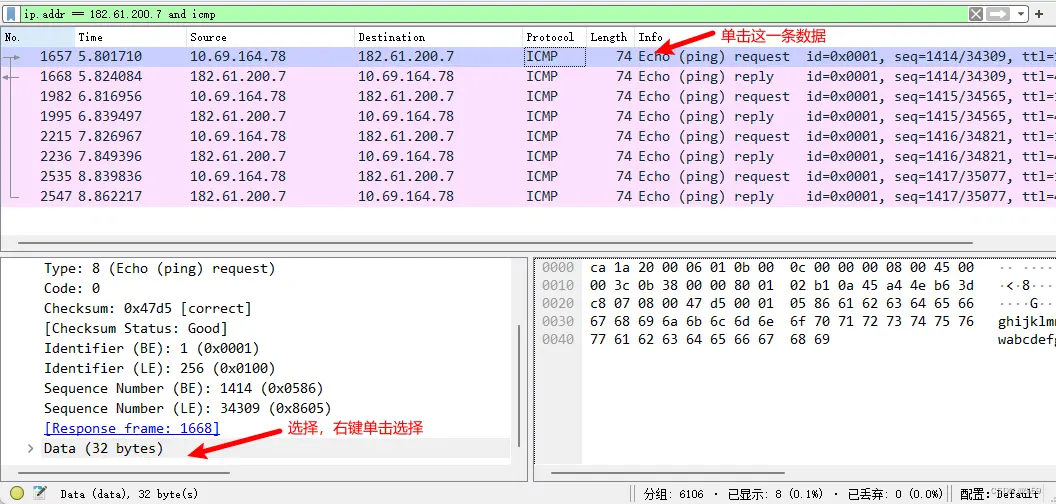 ip.addr == 182.61.200.7 and icmp
No. Time Source Destination Protocol Length Info
单击这一条数据
1657 5.801710 10.69.164.78 182.61.200.7 ICMP 74 Echo (ping) request id=0x0001, seq=1414/34309, ttl=
1668 5.824084 182.61.200.7 10.69.164.78 ICMP 74 Echo (ping) reply id=0x0001, seq=1414/34309, ttl=
1982 6.816956 10.69.164.78 182.61.200.7 ICMP 74 Echo (ping) request id=0x0001, seq=1415/34565, ttl=
1995 6.839497 182.61.200.7 10.69.164.78 ICMP 74 Echo (ping) reply id=0x0001, seq=1415/34565, ttl=
2215 7.826967 10.69.164.78 182.61.200.7 ICMP 74 Echo (ping) request id=0x0001, seq=1416/34821, ttl=
2236 7.849396 182.61.200.7 10.69.164.78 ICMP 74 Echo (ping) reply id=0x0001, seq=1416/34821, ttl=
2535 8.839836 10.69.164.78 182.61.200.7 ICMP 74 Echo (ping) request id=0x0001, seq=1417/35077, ttl=
2547 8.862217 182.61.200.7 10.69.164.78 ICMP 74 Echo (ping) reply id=0x0001, seq=1417/35077, ttl=
Type: 8 (Echo (ping) request)
Code: 0
Checksum: 0x47d5 [correct]
[Checksum Status: Good]
Identifier (BE): 1 (0x0001)
Identifier (LE): 256 (0x0100)
Sequence Number (BE): 1414 (0x0586)
Sequence Number (LE): 34309 (0x8605)
[Response frame: 1668]
选择，右键单击选择
Data (32 bytes)
0000 ca 1a 20 00 06 01 0b 00 0c 00 00 00 08 00 45 00 ·· ·····
0010 00 3c 0b 38 00 00 80 01 02 b1 0a 45 a4 4e b6 3d ·<·8····
0020 c8 07 08 00 47 d5 00 01 05 86 61 62 63 64 65 66 ····G···
0030 67 68 69 6a 6b 6c 6d 6e 6f 70 71 72 73 74 75 76 ghijklm
0040 77 61 62 63 64 65 66 67 68 69 wabcdefg
Data (data), 32 byte(s)
分组: 6106 · 已显示: 8 (0.1%) · 已丢弃: 0 (0.0%)
配置: Default